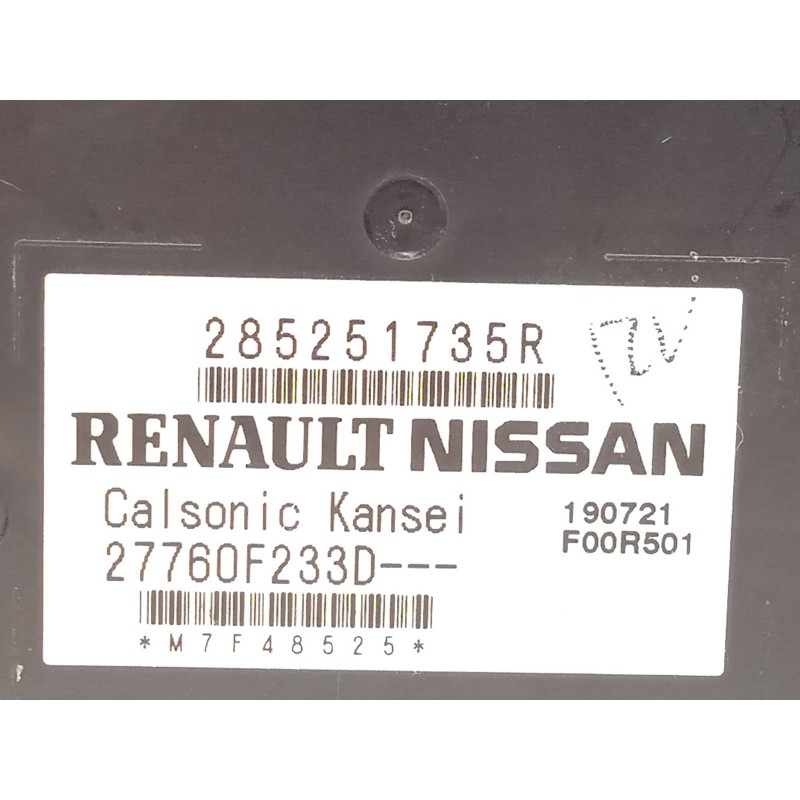 285251735R
RENAULT NISSAN
Calsonic Kansei
27760F233D---
190721
F00R501
*M7F48525*